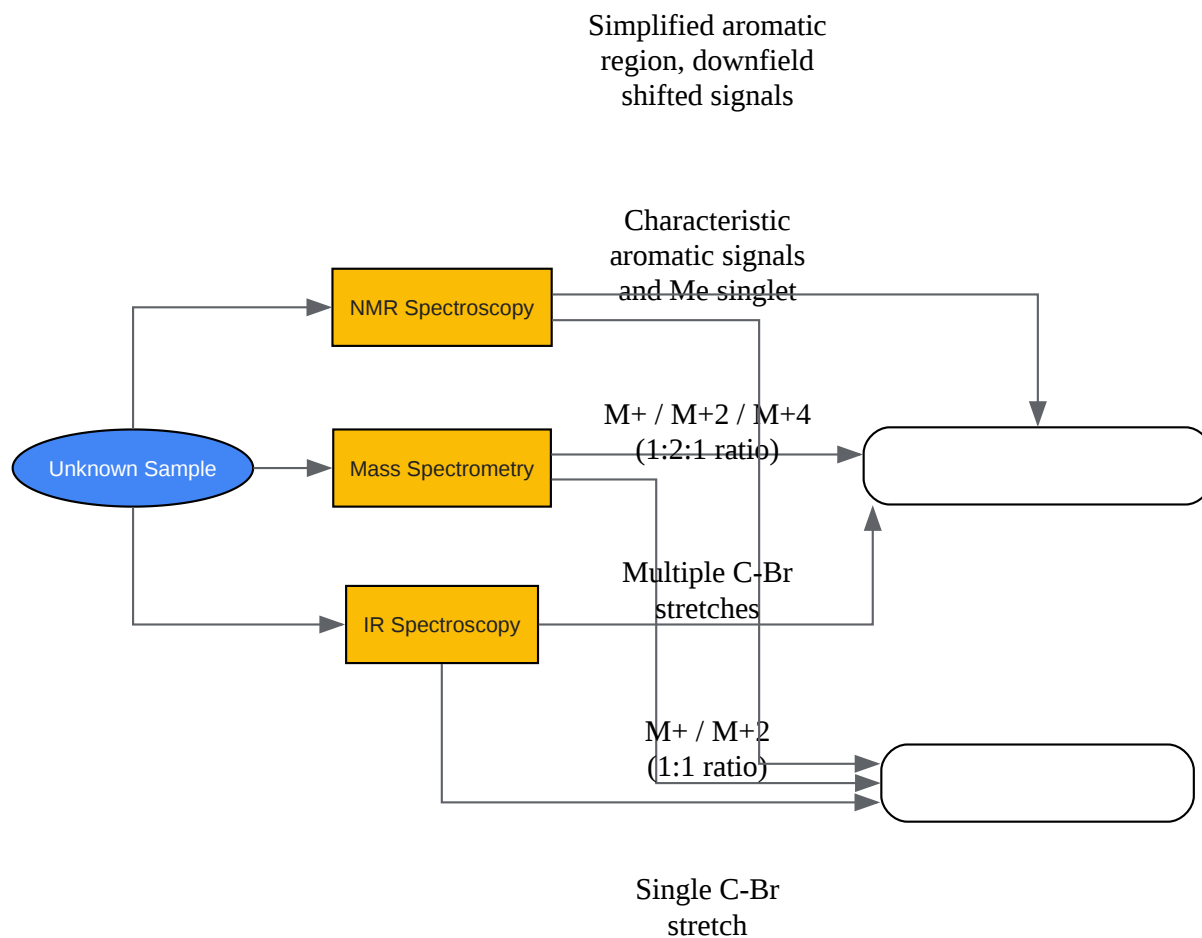 Simplified aromatic
region, downfield
shifted signals
Characteristic
aromatic signals
and Me singlet
NMR Spectroscopy
M+ / M+2 / M+4
(1:2:1 ratio)
Unknown Sample
Mass Spectrometry
Multiple C-Br
stretches
IR Spectroscopy
M+ / M+2
(1:1 ratio)
Single C-Br
stretch